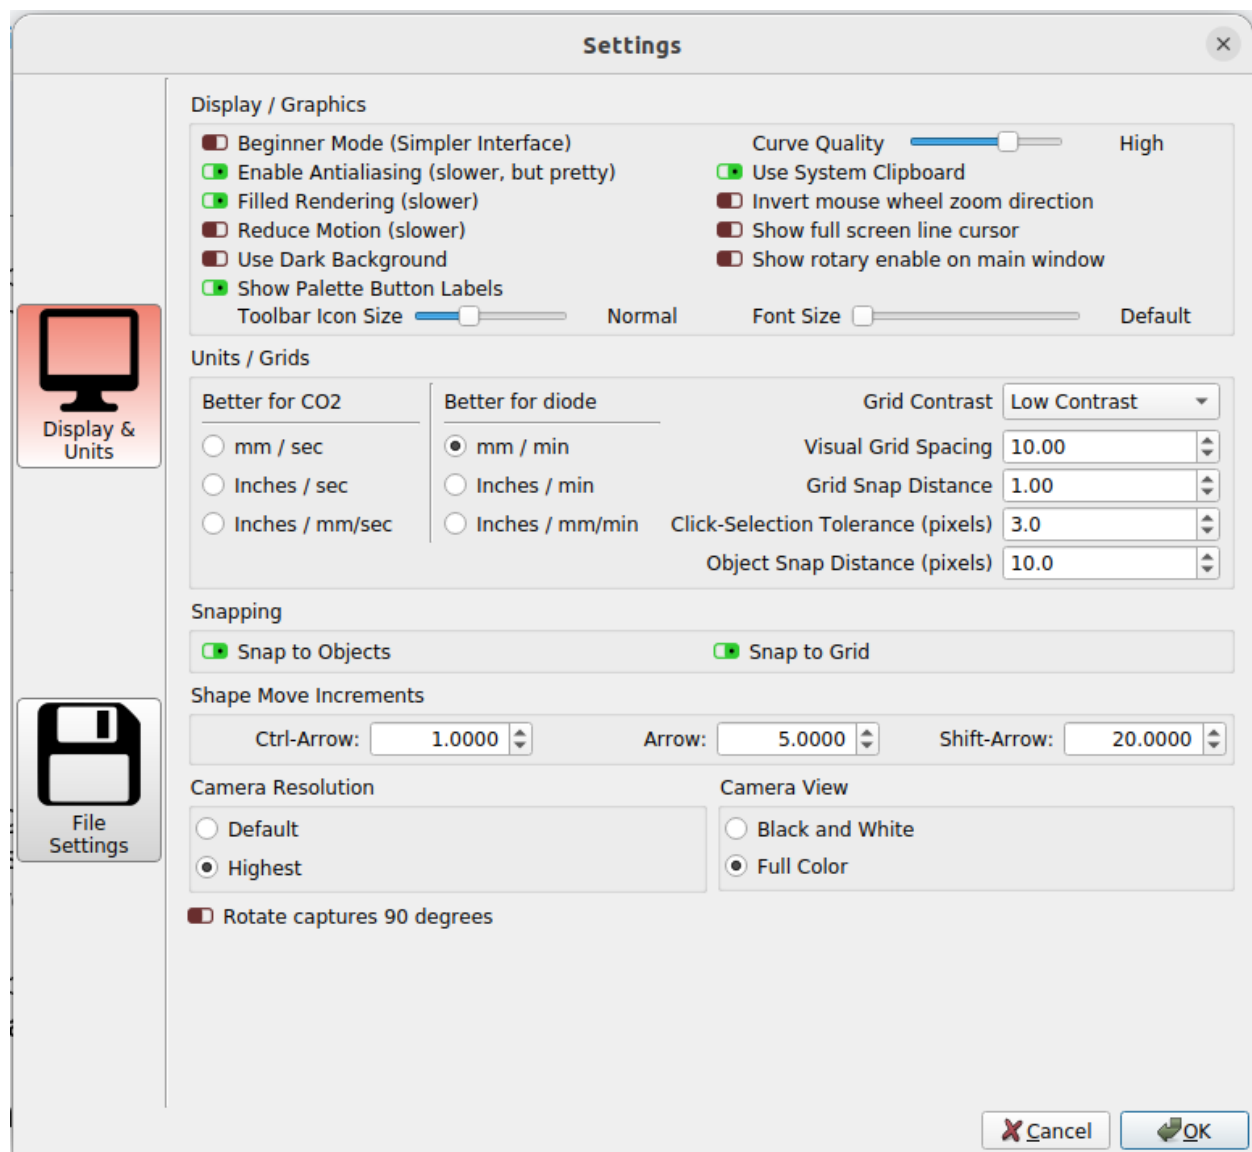 Settings
Display & Units
File Settings
Display / Graphics
Beginner Mode (Simpler Interface)
Curve Quality High
Enable Antialiasing (slower, but pretty)
Use System Clipboard
Filled Rendering (slower)
Invert mouse wheel zoom direction
Reduce Motion (slower)
Show full screen line cursor
Use Dark Background
Show rotary enable on main window
Show Palette Button Labels
Toolbar Icon Size Normal
Font Size Default
Units / Grids
Better for CO2
Better for diode
Grid Contrast Low Contrast
mm / sec
mm / min
Visual Grid Spacing 10.00
Inches / sec
Inches / min
Grid Snap Distance 1.00
Inches / mm/sec
Inches / mm/min
Click-Selection Tolerance (pixels) 3.0
Object Snap Distance (pixels) 10.0
Snapping
Snap to Objects
Snap to Grid
Shape Move Increments
Ctrl-Arrow: 1.0000
Arrow: 5.0000
Shift-Arrow: 20.0000
Camera Resolution
Camera View
Default
Black and White
Highest
Full Color
Rotate captures 90 degrees
Cancel
OK